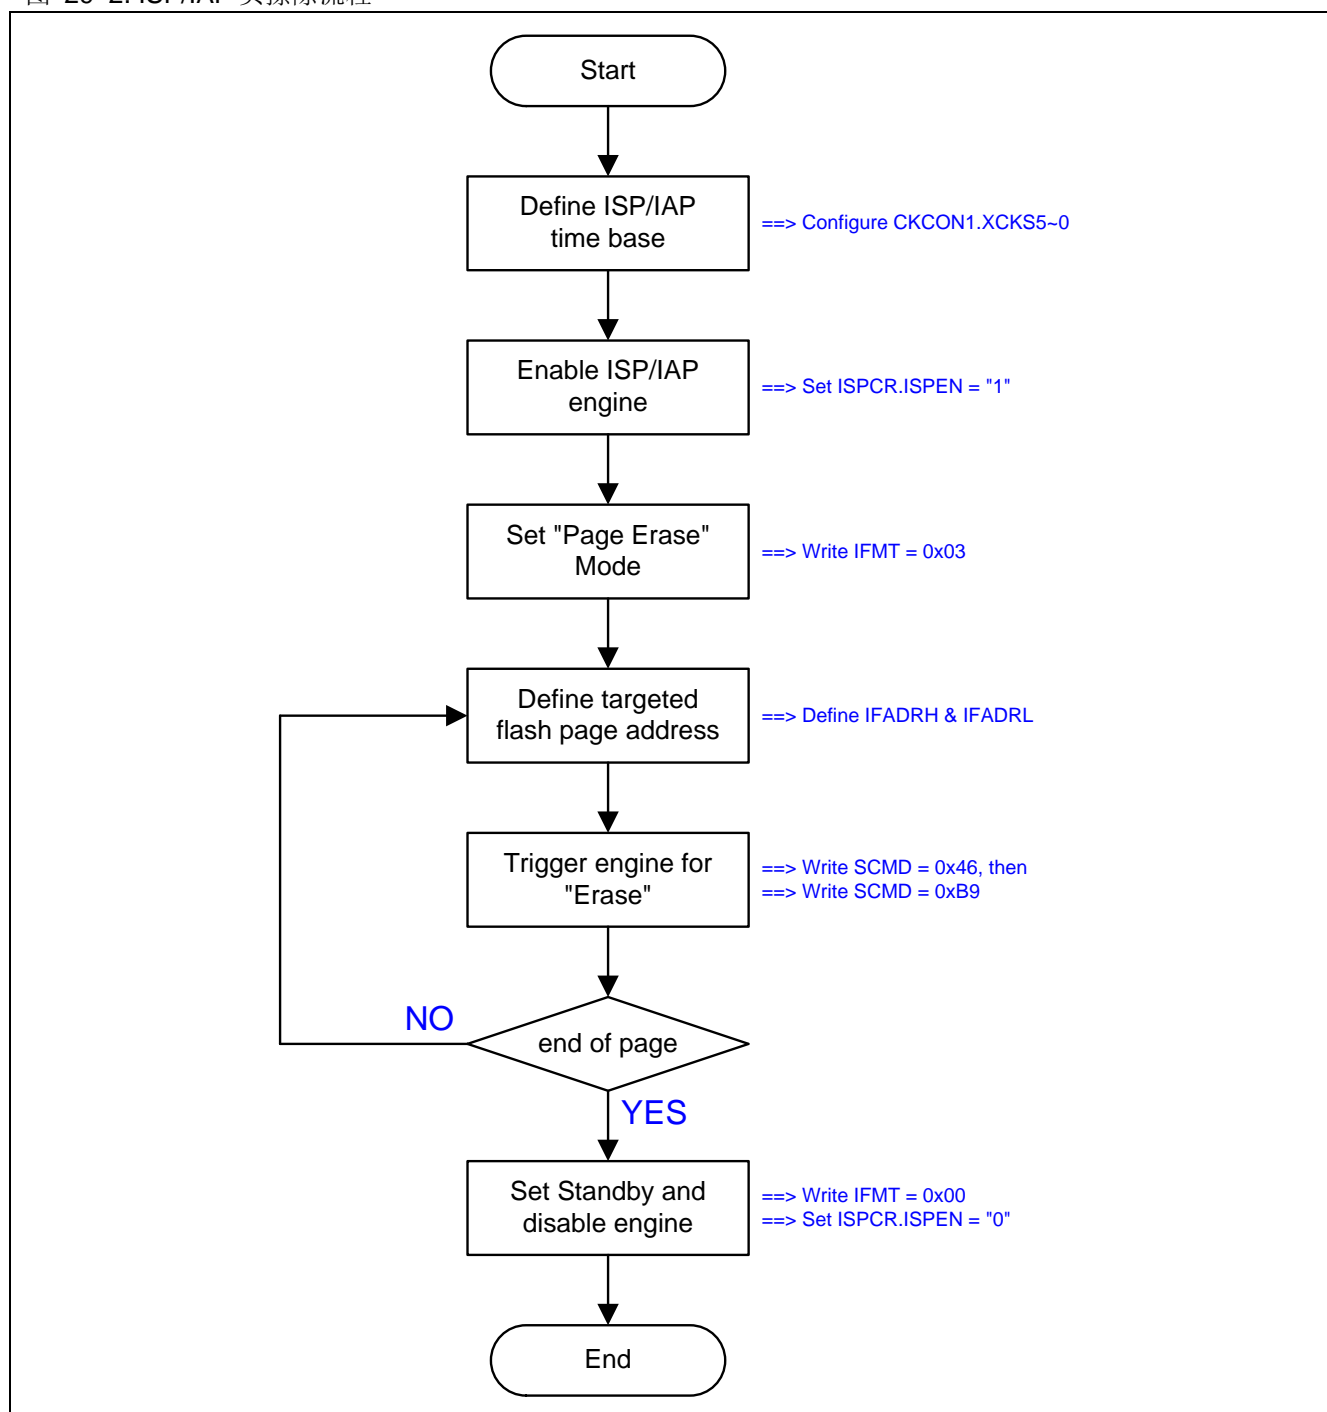 Start
Define ISP/IAP
time base
==> Configure CKCON1.XCKS5~0
Enable ISP/IAP
engine
==> Set ISPCR.ISPEN = "1"
Set "Page Erase"
Mode
==> Write IFMT = 0x03
Define targeted
flash page address
==> Define IFADRH & IFADRL
Trigger engine for
"Erase"
==> Write SCMD = 0x46, then
==> Write SCMD = 0xB9
NO
end of page
YES
Set Standby and
disable engine
==> Write IFMT = 0x00
==> Set ISPCR.ISPEN = "0"
End